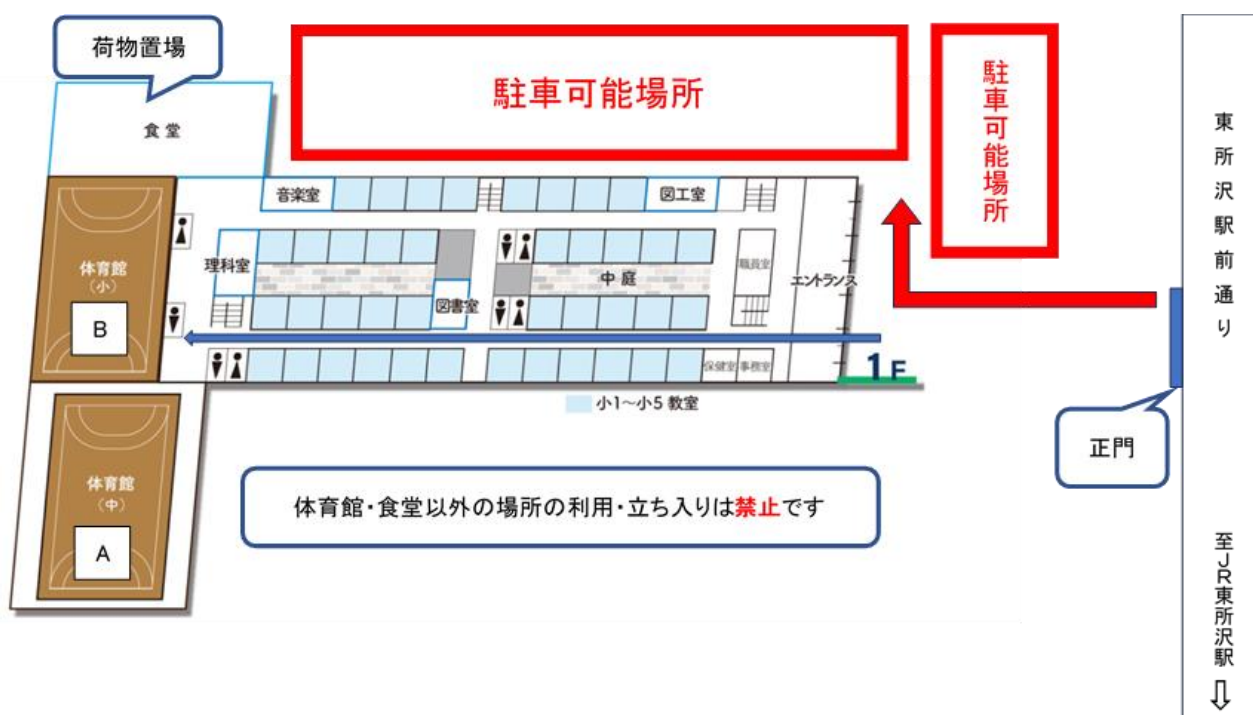 荷物置場
駐車可能場所
駐車可能場所
東所沢駅前通り
食堂
音楽室
図工室
体育館
(小)
B
理科室
図書室
中庭
職員室
エントランス
保健室
事務室
1F
小1～小5 教室
正門
体育館
(中)
A
体育館・食堂以外の場所の利用・立ち入りは禁止です
至JR東所沢駅